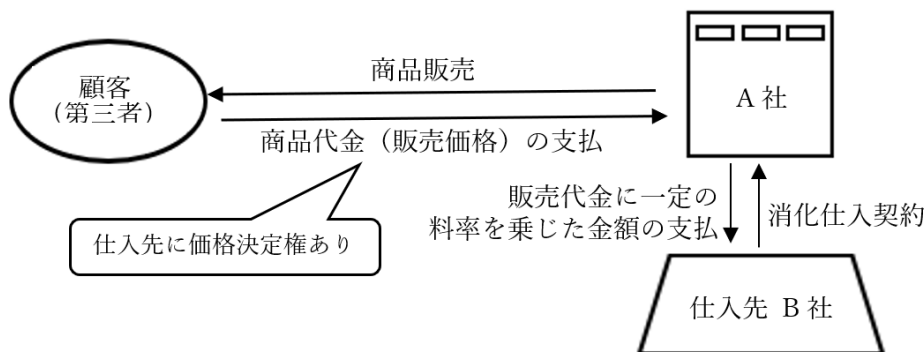 商品販売
顧客
(第三者)
A 社
商品代金（販売価格）の支払
販売代金に一定の
料率を乗じた金額の支払
消化仕入契約
仕入先に価格決定権あり
仕入先 B 社